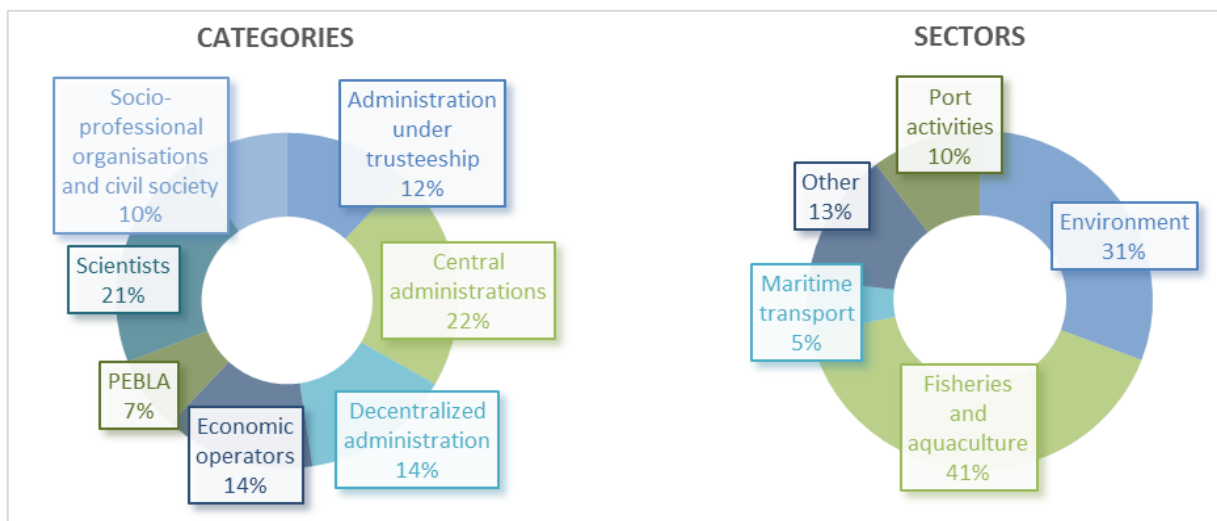 CATEGORIES
Socio-
professional
organisations
and civil society
10%
Administration
under
trusteeship
12%
Scientists
21%
Central
administrations
22%
PEBLA
7%
Economic
operators
14%
Decentralized
administration
14%
SECTORS
Port
activities
10%
Other
13%
Environment
31%
Maritime
transport
5%
Fisheries and
aquaculture
41%